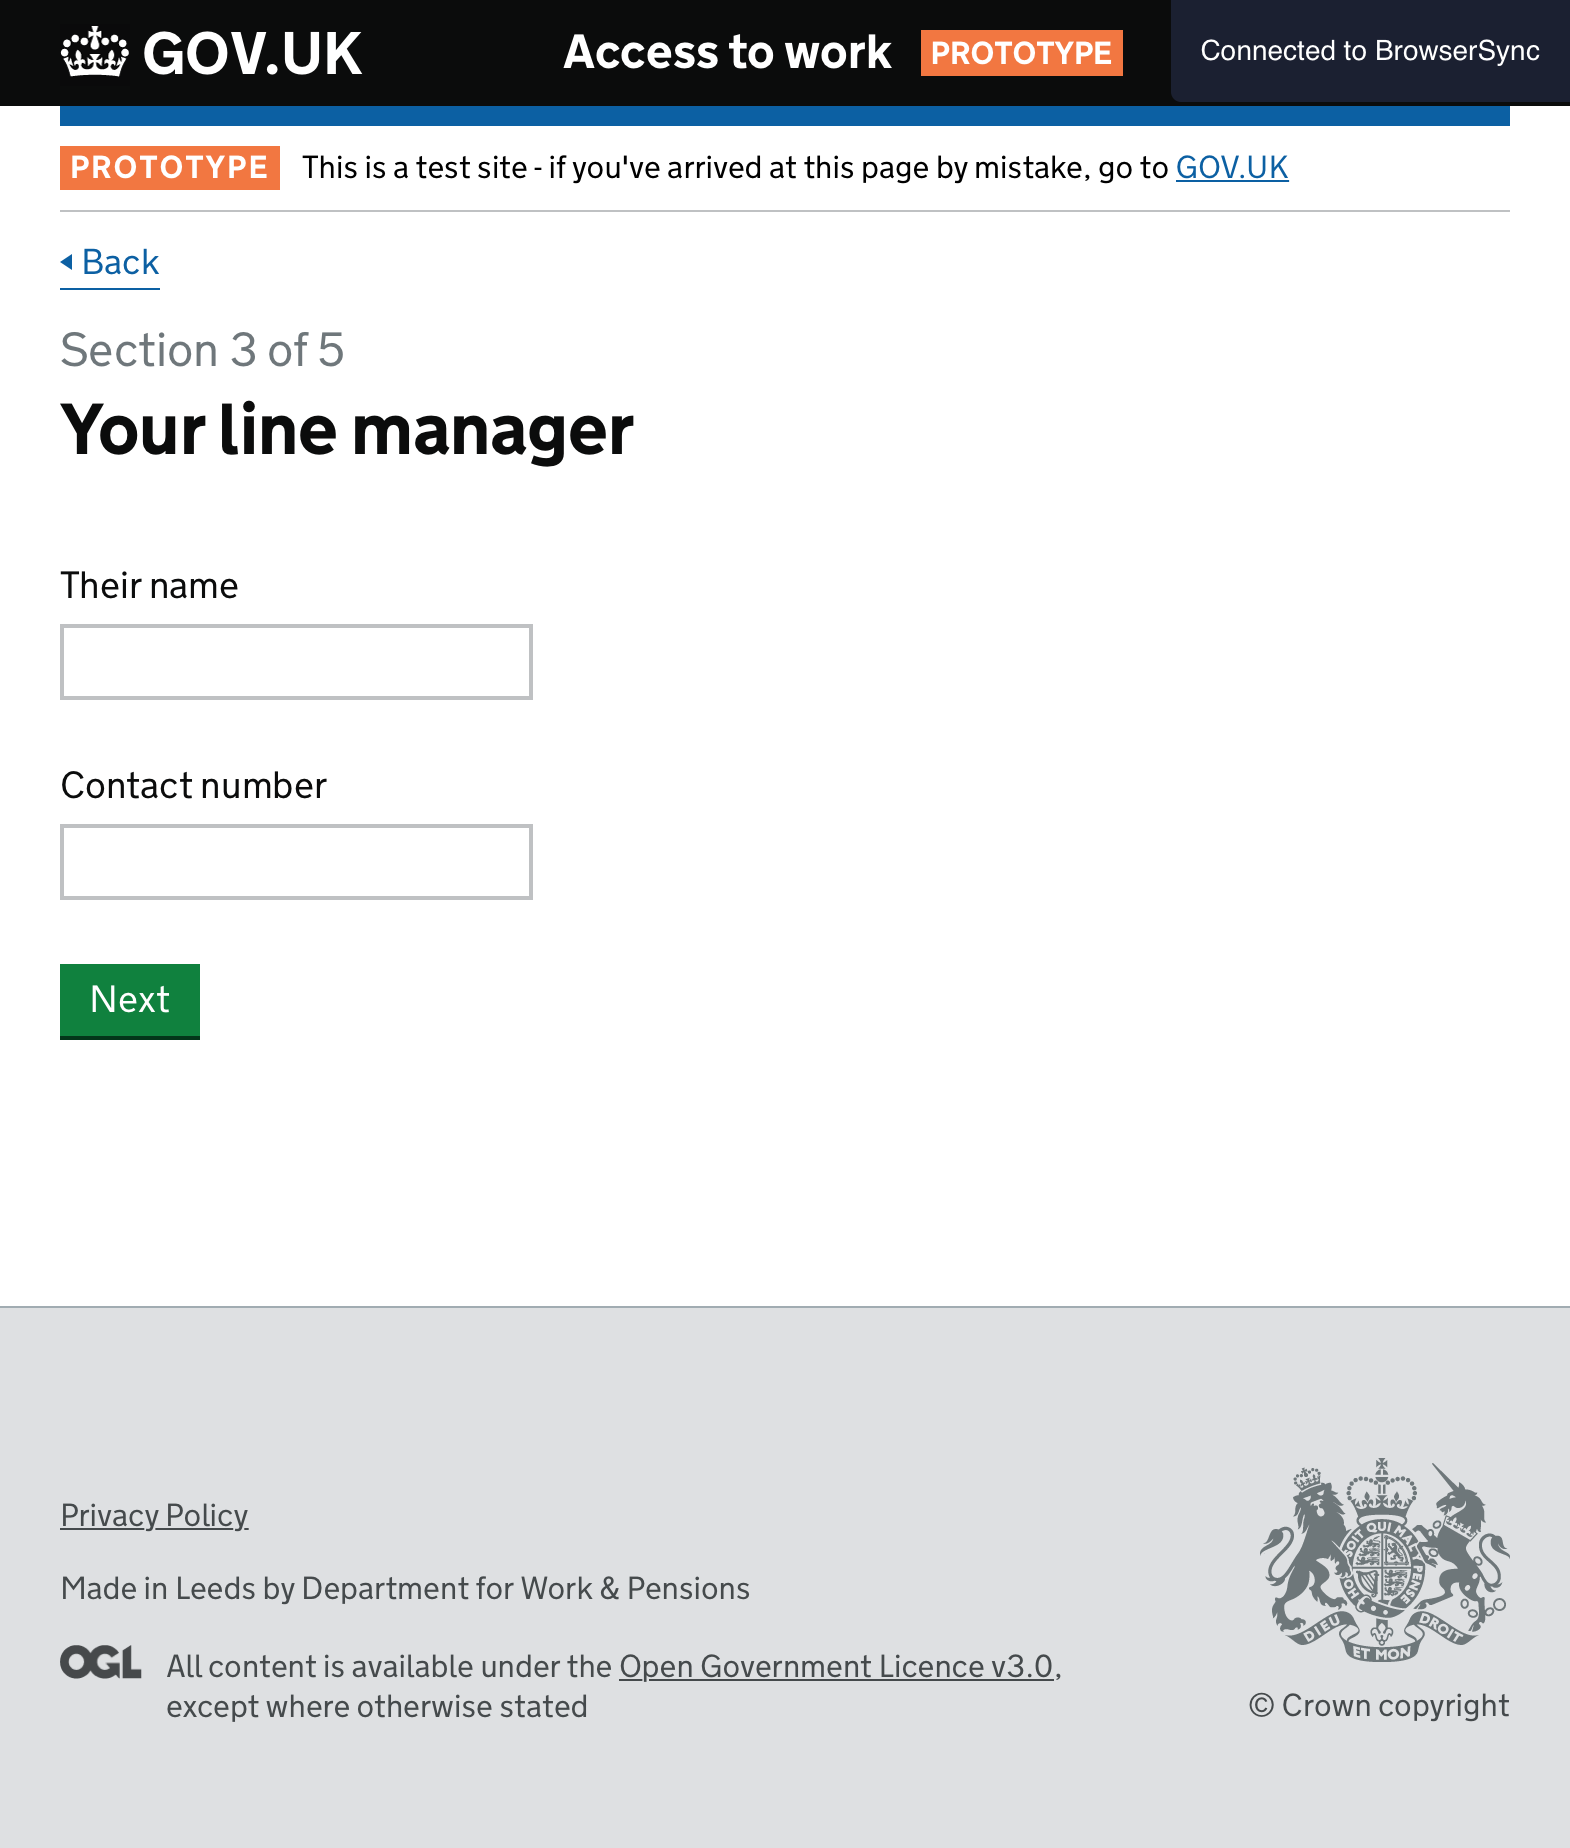 GOV.UK
Access to work PROTOTYPE
Connected to BrowserSync
PROTOTYPE This is a test site - if you've arrived at this page by mistake, go to GOV.UK
Back
Section 3 of 5
Your line manager
Their name
Contact number
Next
Privacy Policy
Made in Leeds by Department for Work & Pensions
OGL All content is available under the Open Government Licence v3.0,
except where otherwise stated
SOIT QUI MAL
PENSE
HO
DIEU ET MON DROIT
© Crown copyright